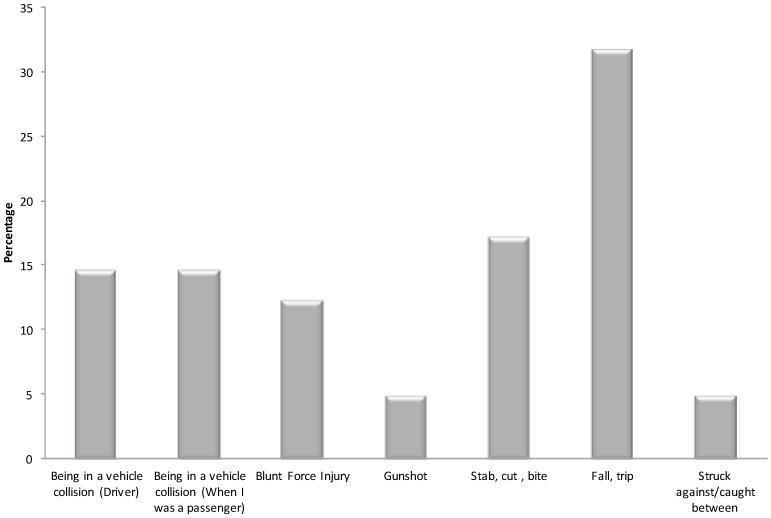 35
30
25
20
15
10
5
0
Percentage
Being in a vehicle
collision (Driver)
Being in a vehicle
collision (When I
was a passenger)
Blunt Force Injury
Gunshot
Stab, cut , bite
Fall, trip
Struck
against/caught
between